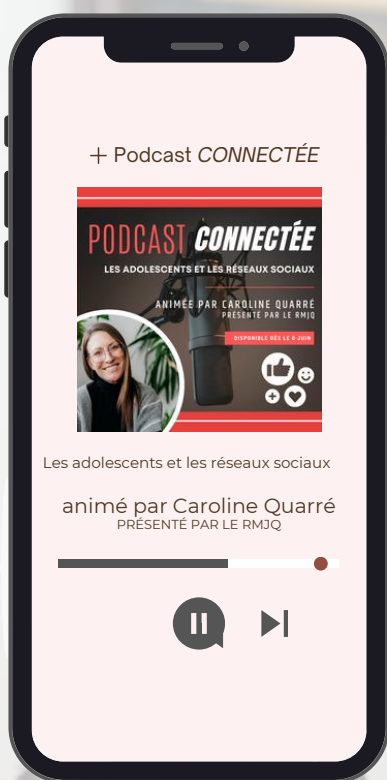 + Podcast CONNECTÉE
PODCAST CONNECTÉE
LES ADOLESCENTS ET LES RÉSEAUX SOCIAUX
ANIMÉE PAR CAROLINE QUARRÉ
PRÉSENTÉ PAR LE RMJQ
DISPONIBLE DÈS LE 8 JUIN
Les adolescents et les réseaux sociaux
animé par Caroline Quarré
PRÉSENTÉ PAR LE RMJQ